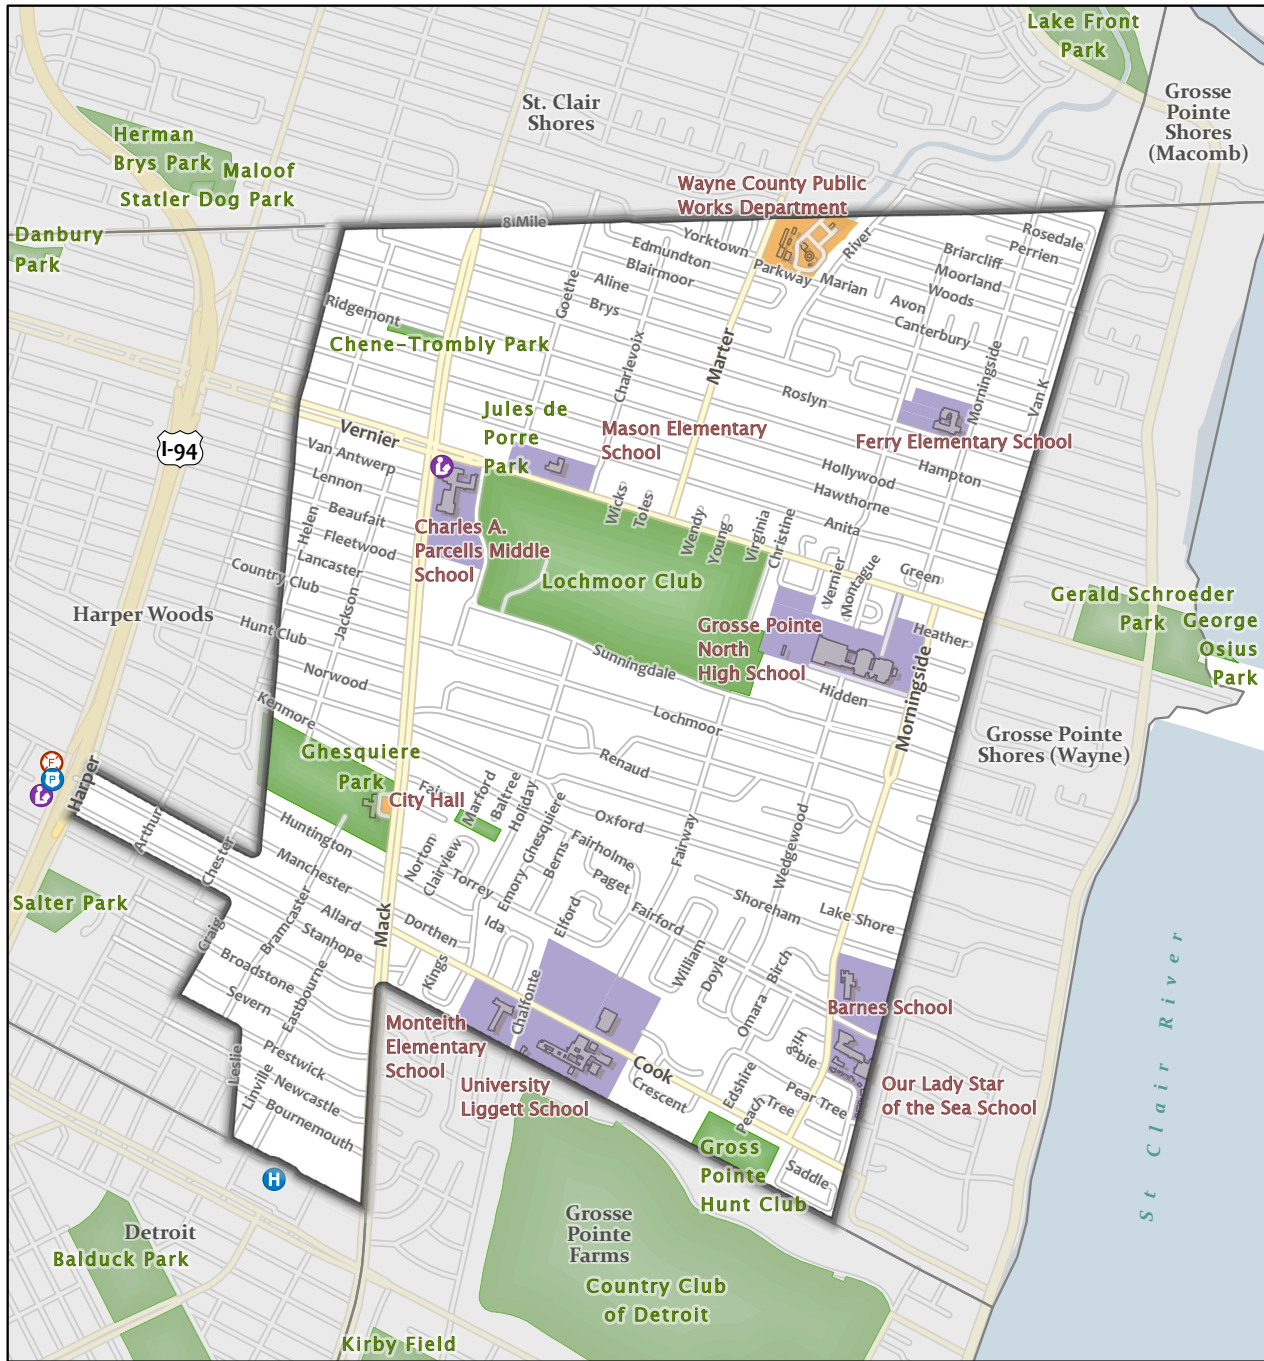 Lake Front
Park
Grosse
Pointe
Shores
(Macomb)
St. Clair
Shores
Herman
Brys Park
Maloof
Statler Dog Park
Danbury
Park
Wayne County Public
Works Department
8 Mile
Yorktown
Edmundton
Blairmoor
Aline
Brys
Goethe
Parkway
River
Marian
Avon
Canterbury
Briarcliff
Moorland
Woods
Rosedale
Perrien
Ridgemont
Chene-Trombly Park
Charlevoix
Marter
Roslyn
Morningside
Van K
I-94
Vernier
Van Antwerp
Lennon
Beaufait
Fleetwood
Lancaster
Country Club
Hunt Club
Norwood
Kenmore
Helen
Jackson
Jules de
Porre
Park
Mason Elementary
School
Ferry Elementary School
Hollywood
Hawthorne
Anita
Hampton
Wicks
Toles
Wendy
Young
Virginia
Christine
Vernier
Montague
Green
Heather
Charles A.
Parcells Middle
School
Lochmoor Club
Harper Woods
Gerald Schroeder
Park
George
Osius
Park
Grosse Pointe
North
High School
Sunningdale
Hidden
Lochmoor
Morningside
Grosse Pointe
Shores (Wayne)
Renaud
Ghesquiere
Park
City Hall
F
P
Harper
Arthur
Chester
Craig
Huntington
Manchester
Allard
Stanhope
Bramcaster
Broadstone
Severn
Eastbourne
Mack
Fair
Marford
Baltree
Holiday
Ghesquiere
Emory
Berns
Norton
Clairview
Torrey
Oxford
Fairholme
Paget
Fairford
Fairway
Wedgewood
Shoreham
Lake Shore
Dorthen
Ida
Elford
Kings
Chalfonte
William
Doyle
Birch
Omara
Salter Park
Barnes School
Monteith
Elementary
School
University
Liggett School
Cook
Crescent
Edshire
Peach Tree
Pear Tree
Our Lady Star
of the Sea School
Leslie
Linville
Prestwick
Newcastle
Bournemouth
Gross
Pointe
Hunt Club
Saddle
H
St Clair River
Detroit
Balduck Park
Grosse
Pointe
Farms
Country Club
of Detroit
Kirby Field